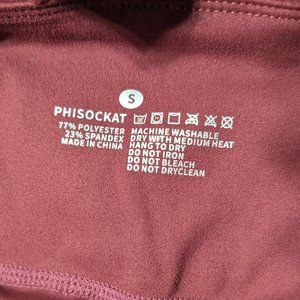 S
PHISOCKAT
77% POLYESTER
23% SPANDEX
MADE IN CHINA
MACHINE WASHABLE
DRY WITH MEDIUM HEAT
HANG TO DRY
DO NOT IRON
DO NOT BLEACH
DO NOT DRYCLEAN